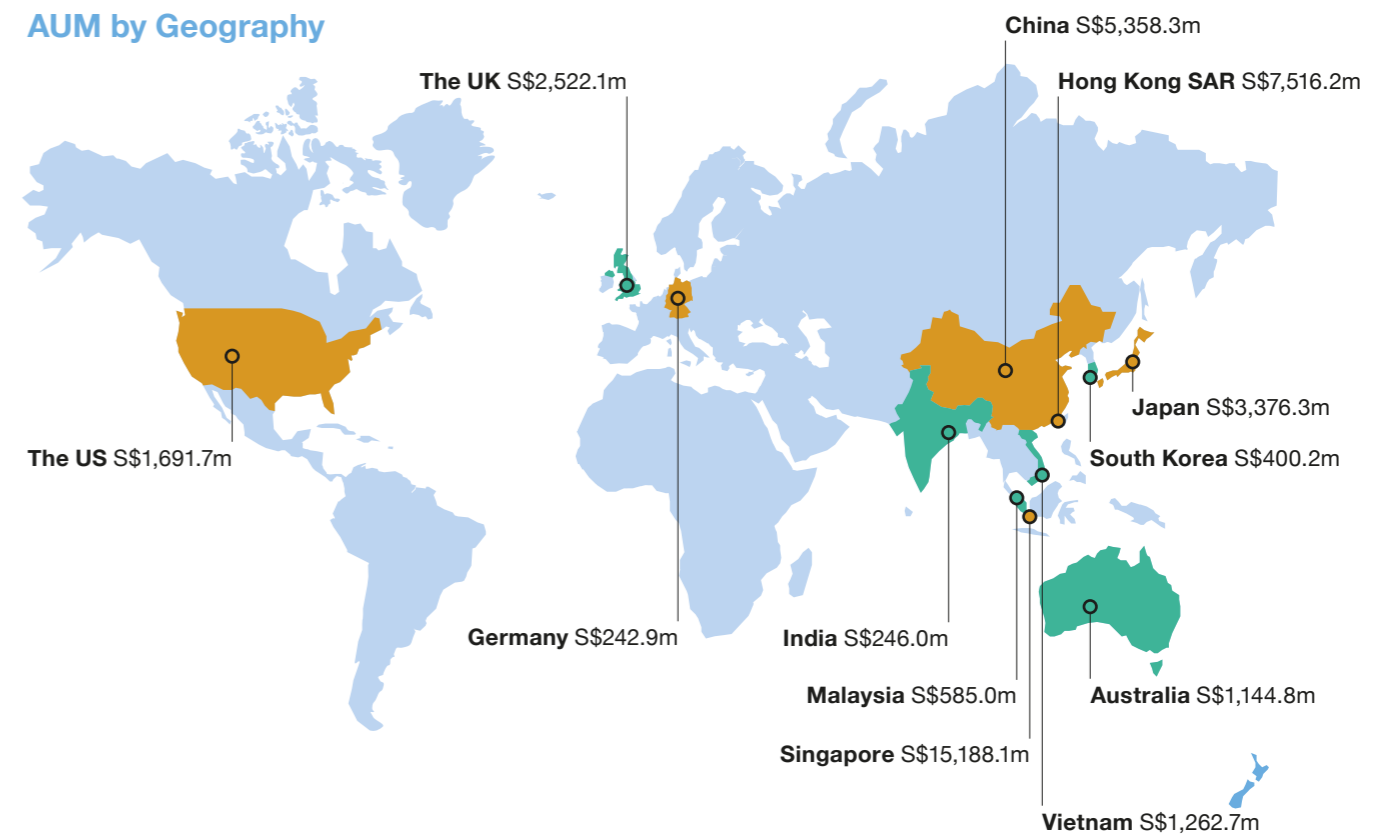 AUM by Geography
China S$5,358.3m
The UK S$2,522.1m
Hong Kong SAR S$7,516.2m
Japan S$3,376.3m
The US S$1,691.7m
South Korea S$400.2m
Germany S$242.9m
India S$246.0m
Malaysia S$585.0m
Australia S$1,144.8m
Singapore S$15,188.1m
Vietnam S$1,262.7m